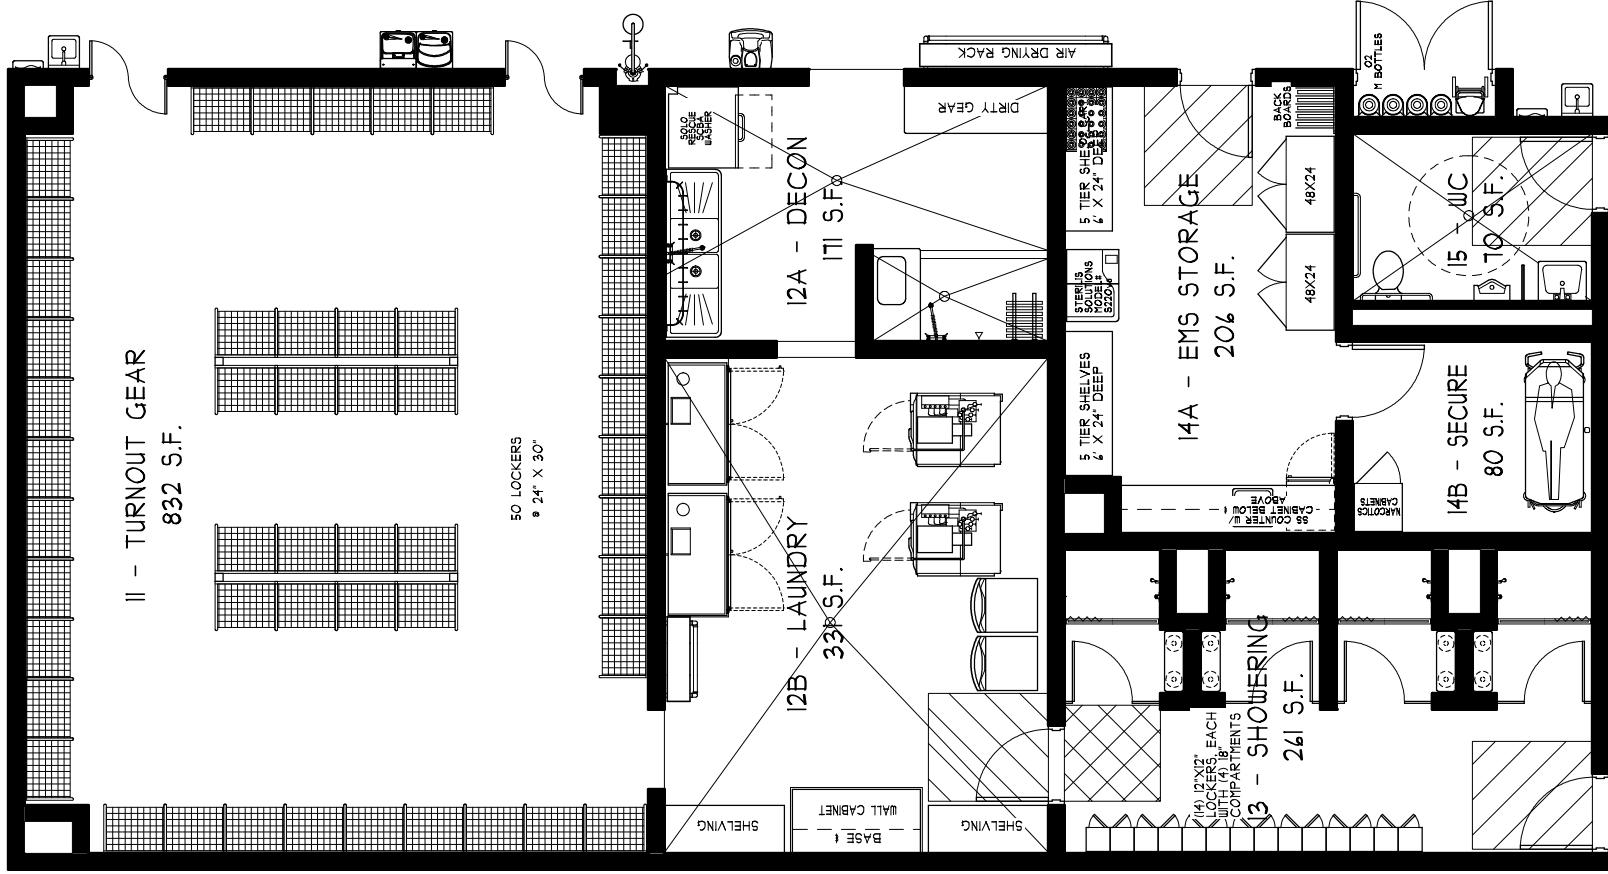 11 - TURNOUT GEAR
832 S.F.
50 LOCKERS
@ 24" X 30"
SOLO
RESCUE
SCBA
WASHER
12A - DECON
171 S.F.
DIRTY GEAR
AIR DRYING RACK
12B - LAUNDRY
331 S.F.
SHELVING
BASE &
WALL CABINET
SHELVING
5 TIER SHELVES
6' X 24" DEEP
STERILIS
SOLUTIONS
MODEL#
5 TIER SHELVES
6' X 24" DEEP
14A - EMS STORAGE
206 S.F.
BACK
BOARDS
48X24
48X24
SS COUNTER W/
CABINET BELOW &
ABOVE
O2
M BOTTLES
15 - WC
70 S.F.
14B - SECURE
80 S.F.
NARCOTICS
CABINETS
13 - SHOWERING
261 S.F.
(14) 12"X12"
LOCKERS, EACH
WITH (4) 18"
COMPARTMENTS